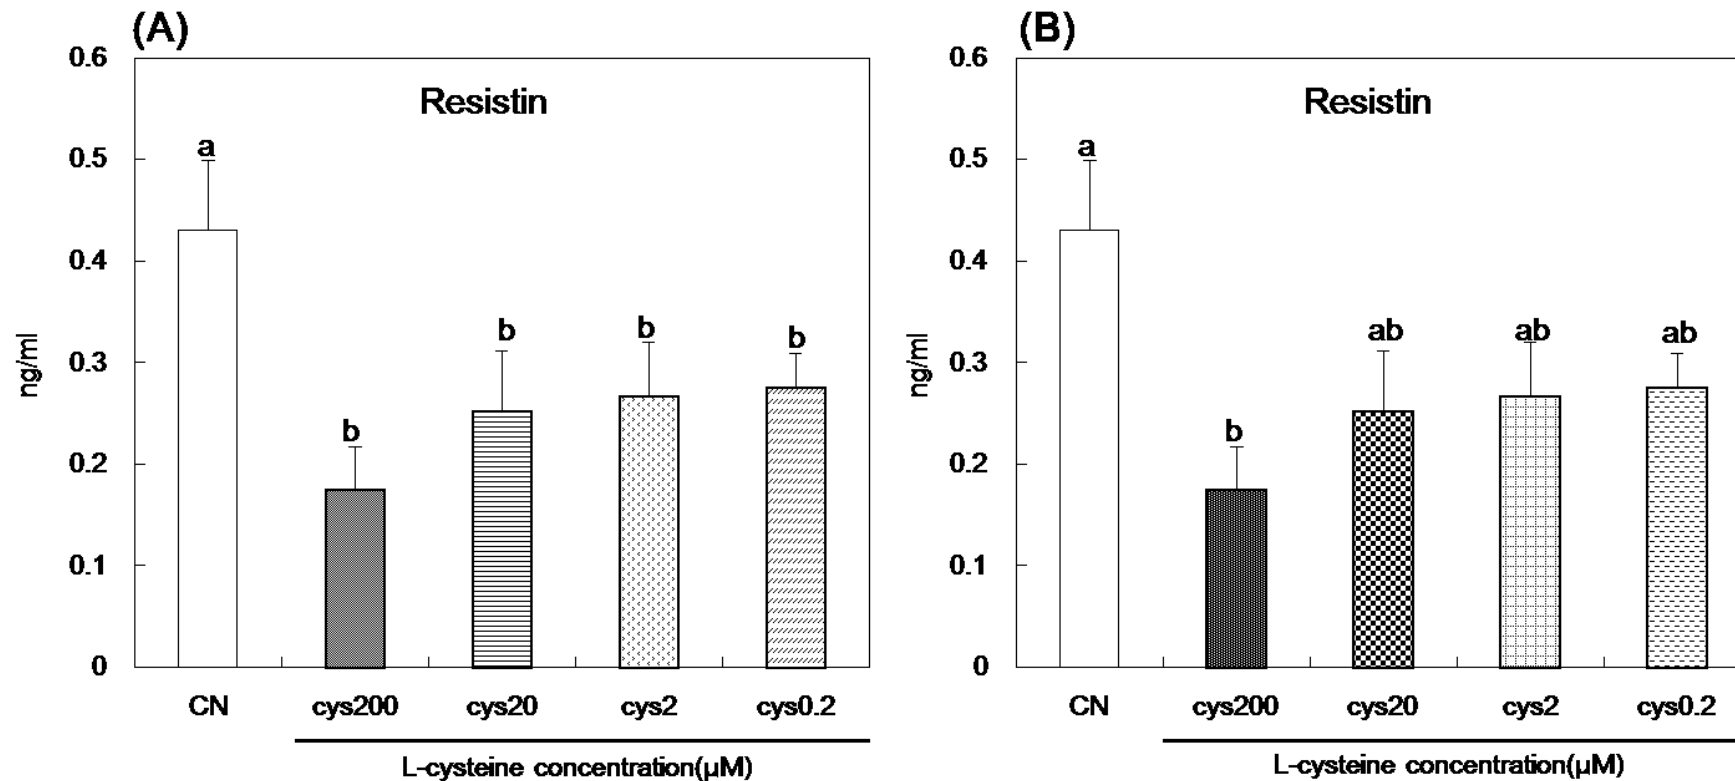 (A)
Resistin
ng/ml
0.6
0.5
0.4
0.3
0.2
0.1
0
a
b
b
b
b
CN cys200 cys20 cys2 cys0.2
L-cysteine concentration(μM)
(B)
Resistin
ng/ml
0.6
0.5
0.4
0.3
0.2
0.1
0
a
b
ab
ab
ab
CN cys200 cys20 cys2 cys0.2
L-cysteine concentration(μM)